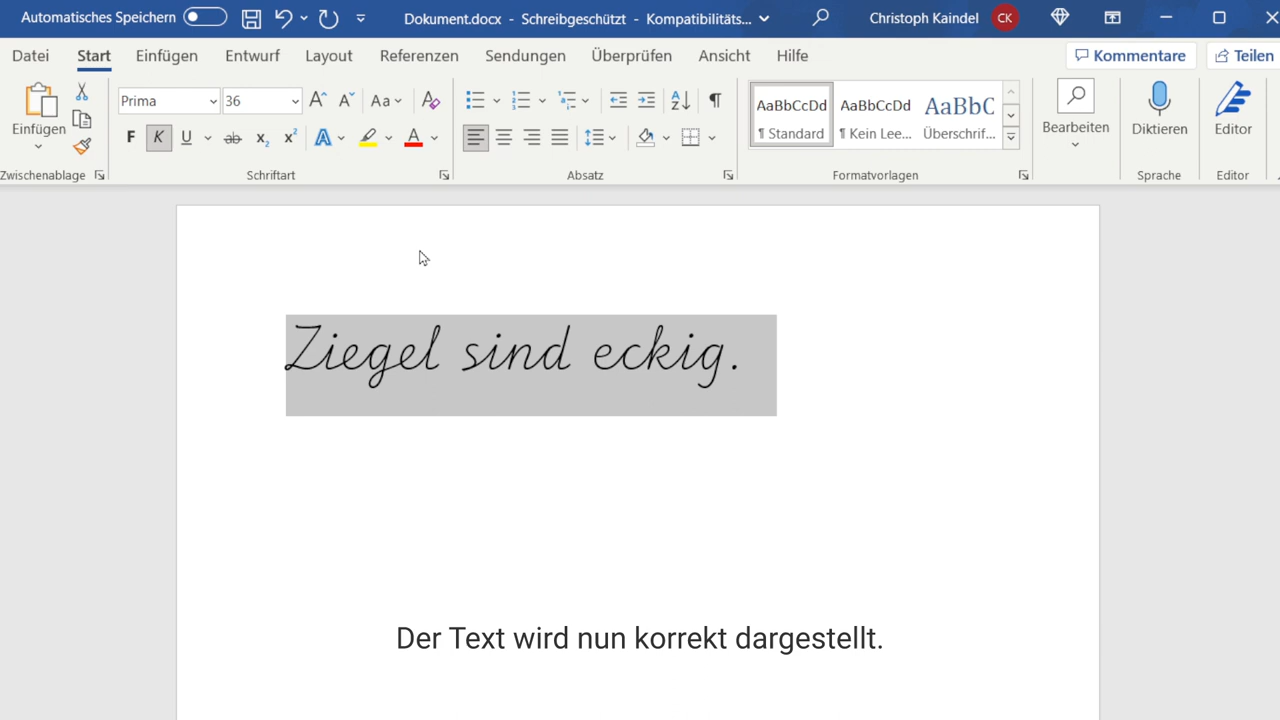 Automatisches Speichern Dokument.docx - Schreibgeschützt - Kompatibilitäts... Christoph Kaindel CK
Datei Start Einfügen Entwurf Layout Referenzen Sendungen Überprüfen Ansicht Hilfe Kommentare Teilen
Prima 36 Aa AaBbCcDd AaBbCcDd AaBbC
Einfügen F K U ab x₂ x² A A ¶ Standard ¶ Kein Lee... Überschrif... Bearbeiten Diktieren Editor
Zwischenablage Schriftart Absatz Formatvorlagen Sprache Editor
Ziegel sind eckig.
Der Text wird nun korrekt dargestellt.